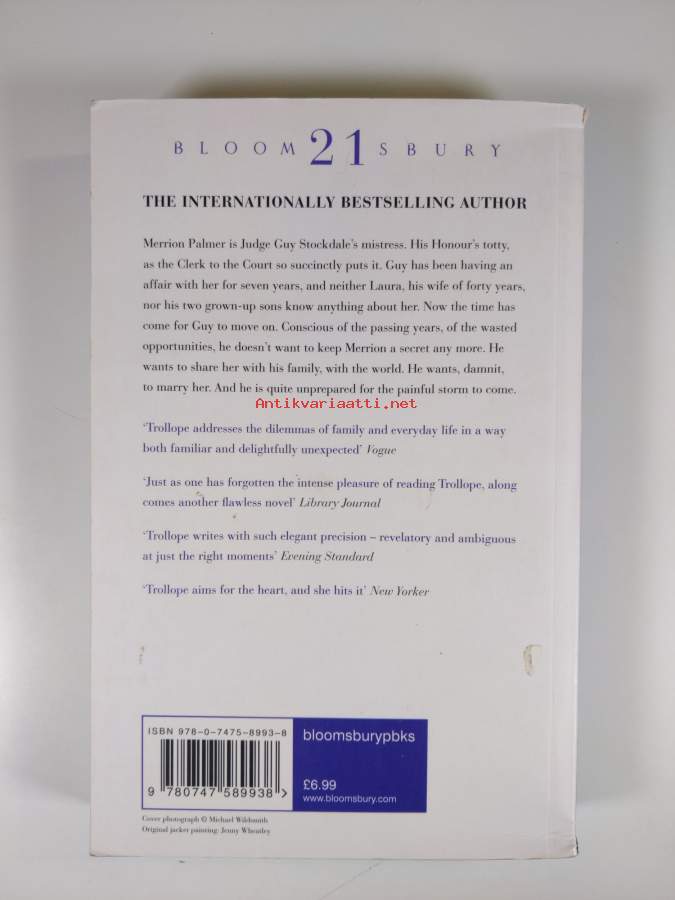 BLOOM 21 SBURY
THE INTERNATIONALLY BESTSELLING AUTHOR
Merrion Palmer is Judge Guy Stockdale's mistress. His Honour's totty,
as the Clerk to the Court so succinctly puts it. Guy has been having an
affair with her for seven years, and neither Laura, his wife of forty years,
nor his two grown-up sons know anything about her. Now the time has
come for Guy to move on. Conscious of the passing years, of the wasted
opportunities, he doesn't want to keep Merrion a secret any more. He
wants to share her with his family, with the world. He wants, damnit,
to marry her. And he is quite unprepared for the painful storm to come.
Antikvariaatti.net
'Trollope addresses the dilemmas of family and everyday life in a way
both familiar and delightfully unexpected' Vogue
'Just as one has forgotten the intense pleasure of reading Trollope, along
comes another flawless novel' Library Journal
'Trollope writes with such elegant precision – revelatory and ambiguous
at just the right moments' Evening Standard
'Trollope aims for the heart, and she hits it' New Yorker
ISBN 978-0-7475-8993-8
9 780747 589938 >
bloomsburypbks
£6.99
www.bloomsbury.com
Cover photograph © Michael Wildsmith
Original jacket painting: Jenny Wheatley